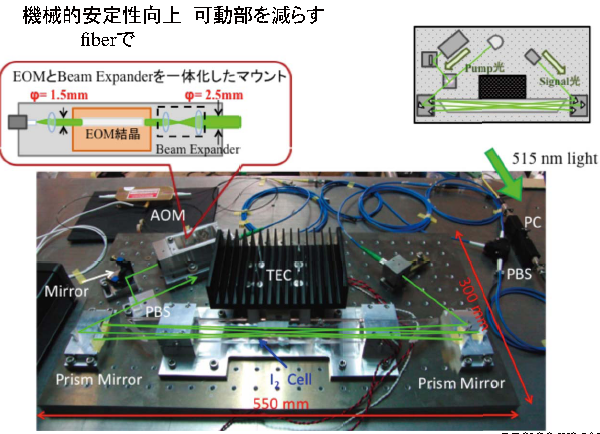 機械的安定性向上 可動部を減らす
fiberで
EOMとBeam Expanderを一体化したマウント
φ= 1.5mm
φ= 2.5mm
EOM結晶
Beam Expander
Pump光
Signal光
515 nm light
AOM
PC
TEC
PBS
Mirror
PBS
300 mm
Prism Mirror
I2 Cell
Prism Mirror
550 mm